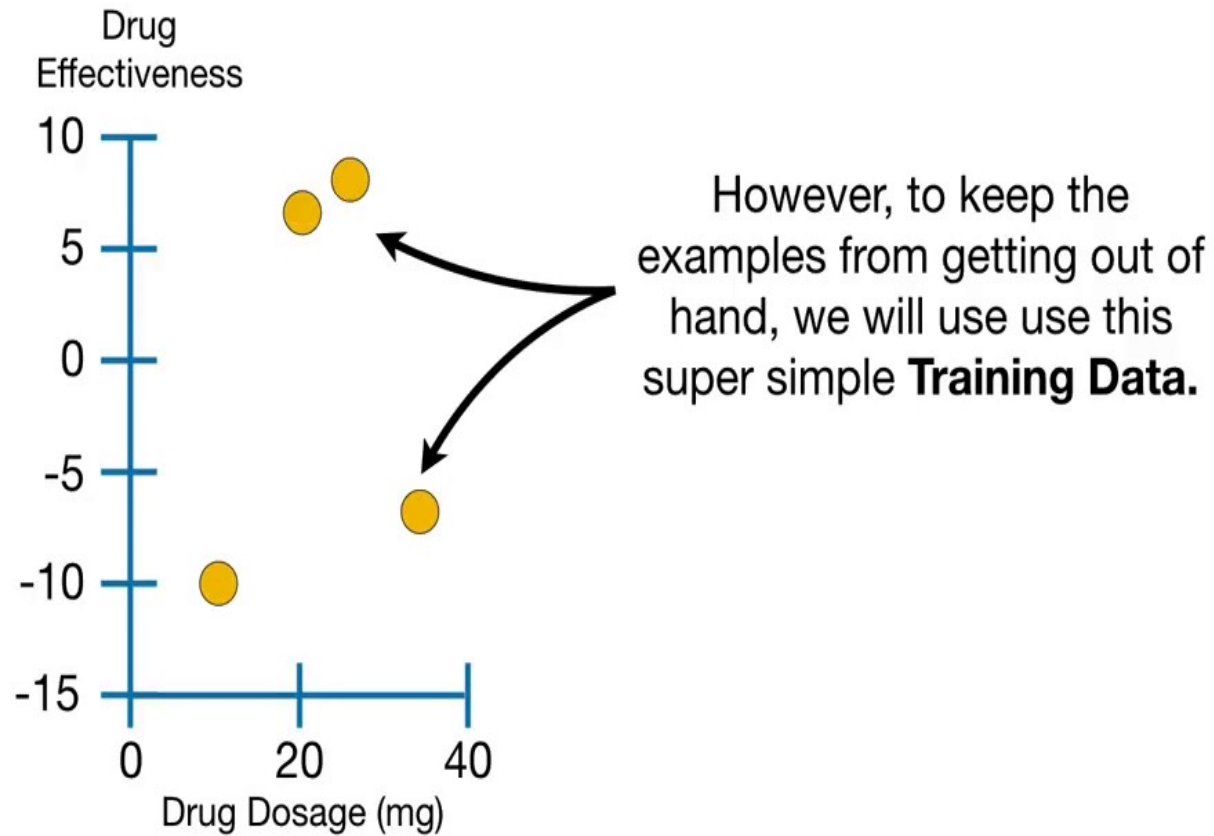 Drug
Effectiveness
10
5
0
-5
-10
-15
0
20
40
Drug Dosage (mg)
However, to keep the
examples from getting out of
hand, we will use use this
super simple Training Data.